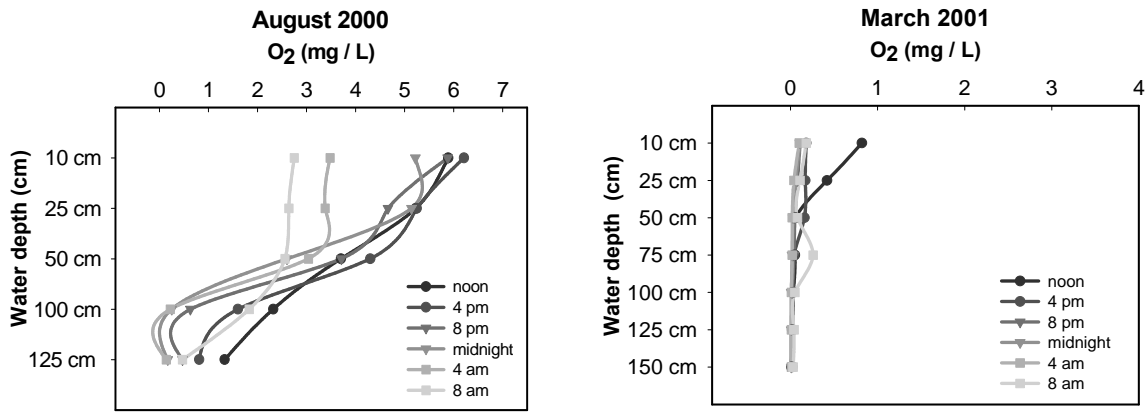 August 2000
O2 (mg / L)
0 1 2 3 4 5 6 7
Water depth (cm)
10 cm
25 cm
50 cm
100 cm
125 cm
noon
4 pm
8 pm
midnight
4 am
8 am
March 2001
O2 (mg / L)
0 1 2 3 4
Water depth (cm)
10 cm
25 cm
50 cm
75 cm
100 cm
125 cm
150 cm
noon
4 pm
8 pm
midnight
4 am
8 am